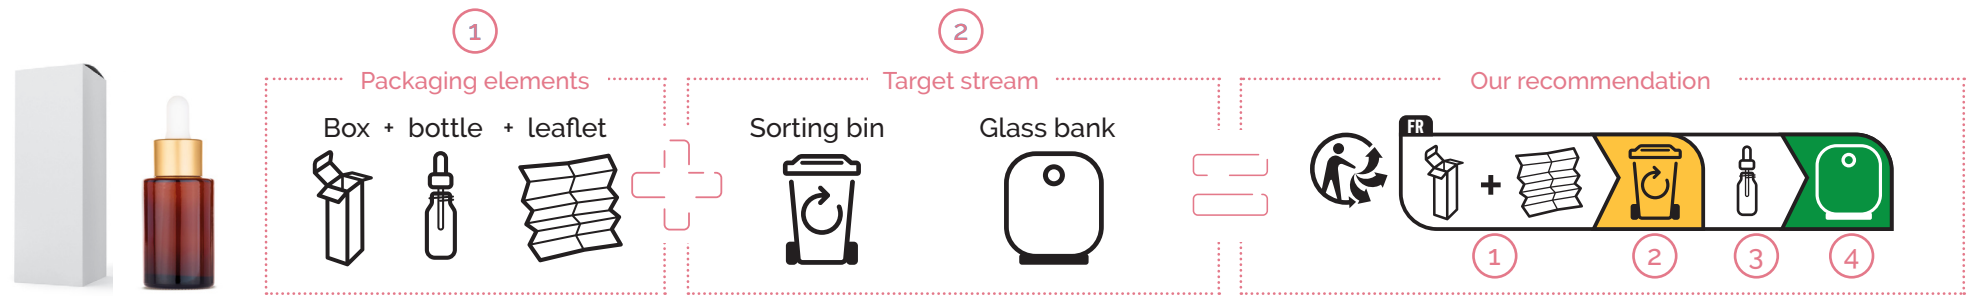 1
2
Packaging elements
Target stream
Our recommendation
Box + bottle + leaflet
Sorting bin
Glass bank
FR
+
1
2
3
4